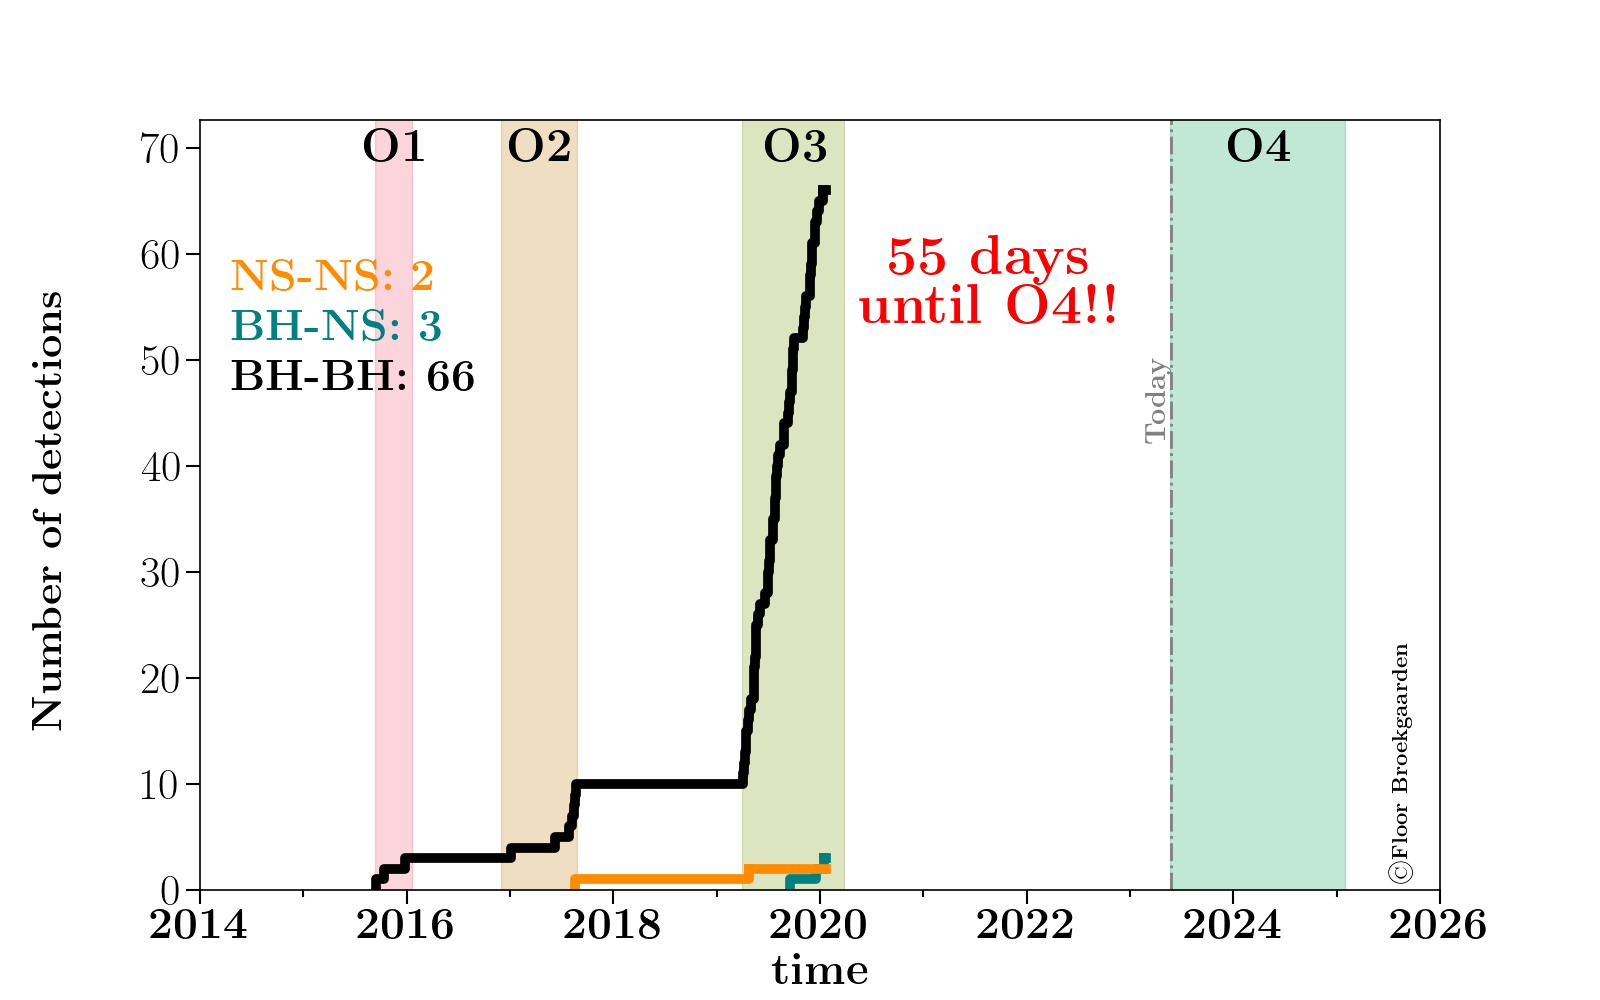 O1
O2
O3
O4
70
60
50
40
30
20
10
0
NS-NS: 2
BH-NS: 3
BH-BH: 66
55 days
until O4!!
Today
©Floor Broekgaarden
Number of detections
2014
2016
2018
2020
2022
2024
2026
time